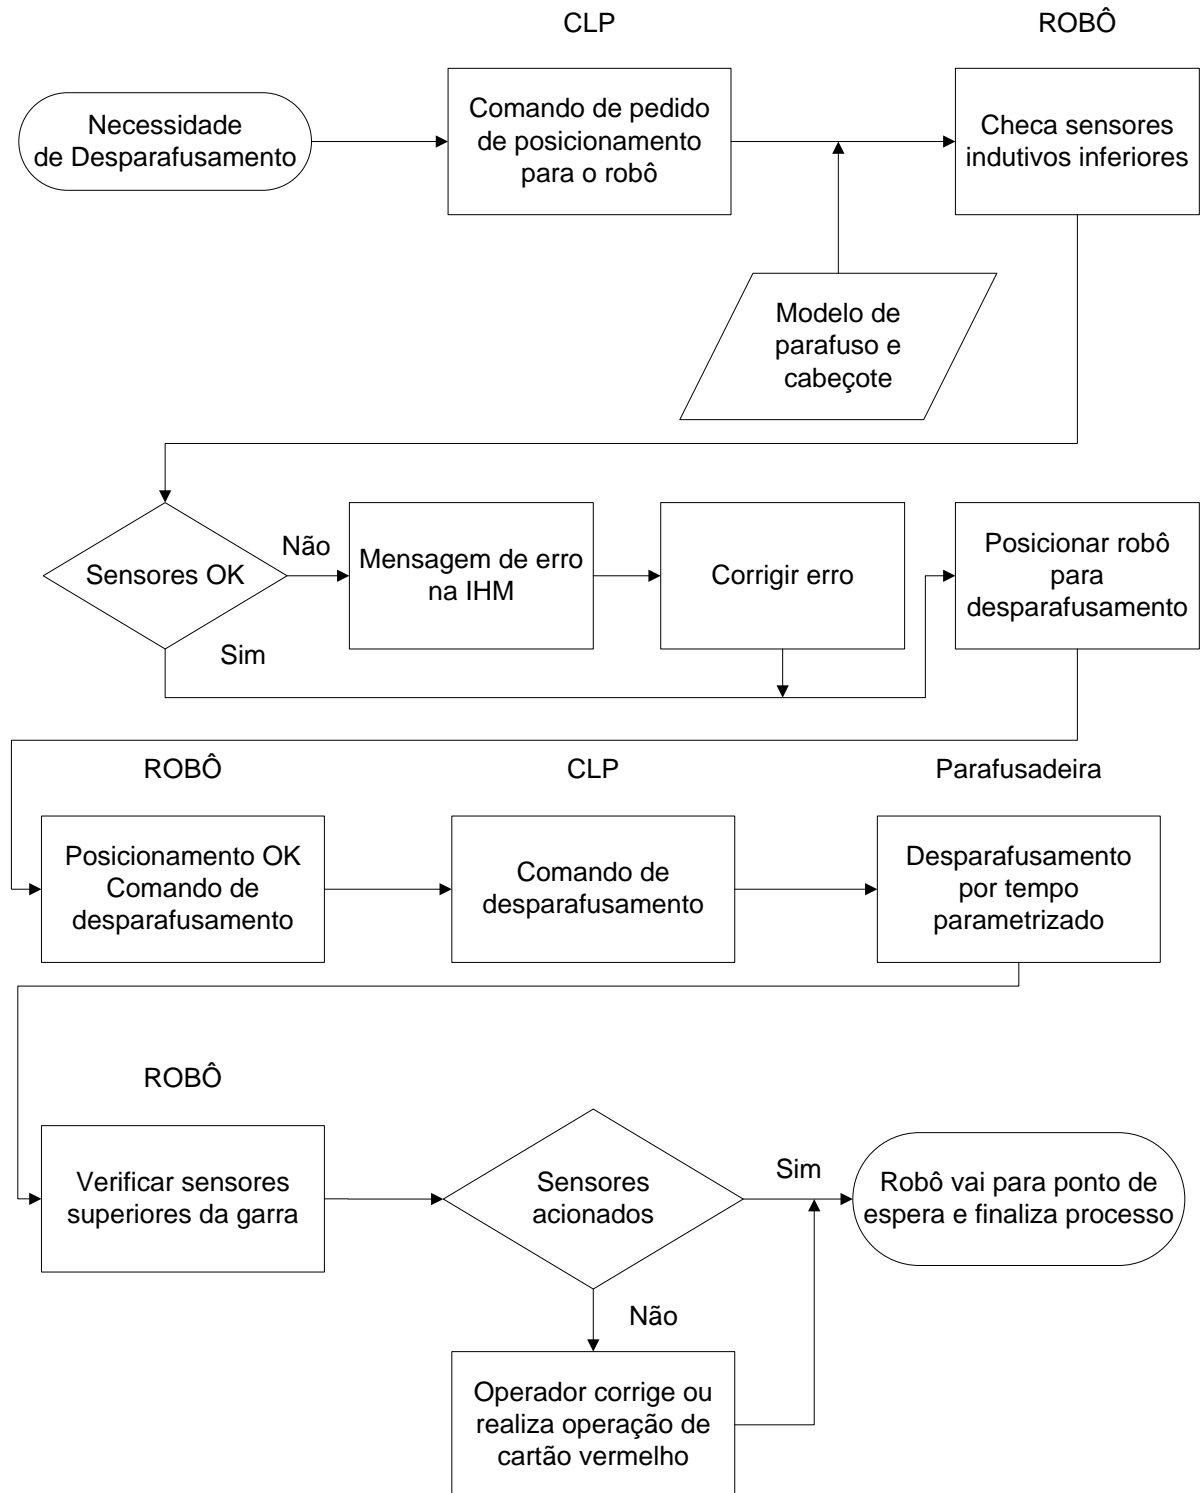 CLP
ROBÔ
Necessidade
de Desparafusamento
Comando de pedido
de posicionamento
para o robô
Checa sensores
indutivos inferiores
Modelo de
parafuso e
cabeçote
Sensores OK
Não
Sim
Mensagem de erro
na IHM
Corrigir erro
Posicionar robô
para
desparafusamento
ROBÔ
CLP
Parafusadeira
Posicionamento OK
Comando de
desparafusamento
Comando de
desparafusamento
Desparafusamento
por tempo
parametrizado
ROBÔ
Verificar sensores
superiores da garra
Sensores
acionados
Sim
Robô vai para ponto de
espera e finaliza processo
Não
Operador corrige ou
realiza operação de
cartão vermelho